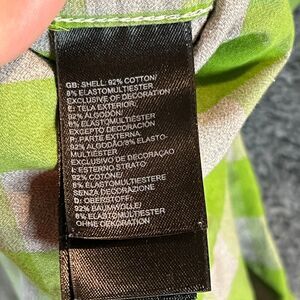 GB: SHELL: 92% COTTON/
8% ELASTOMULTIESTER
EXCLUSIVE OF DECORATION
E: TELA EXTERIOR:
92% ALGODÓN/
8% ELASTOMULTIÉSTER
EXCEPTO DECORACIÓN
P: PARTE EXTERNA:
92% ALGODÃO/8% ELASTO-
MULTIÉSTER
EXCLUSIVO DE DECORAÇÃO
I: ESTERNO STRATO:
92% COTONE/
8% ELASTOMULTIESTERE
SENZA DECORAZIONE
D: OBERSTOFF:
92% BAUMWOLLE/
8% ELASTOMULTIESTER
OHNE DEKORATION